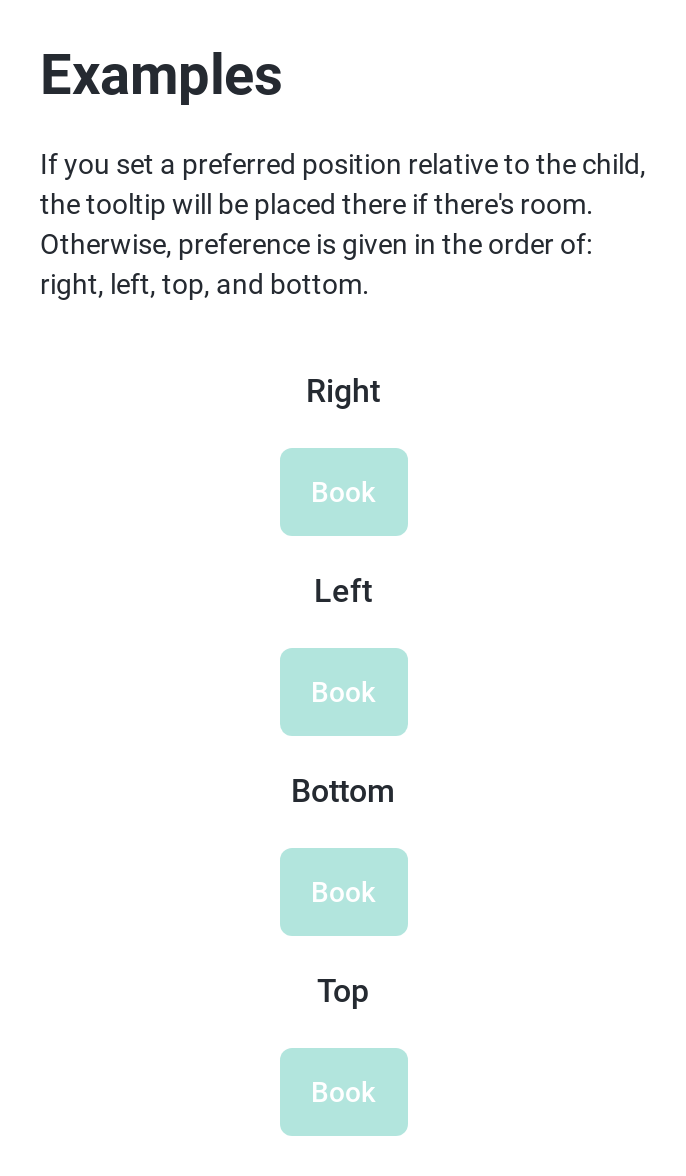 Examples
If you set a preferred position relative to the child,
the tooltip will be placed there if there's room.
Otherwise, preference is given in the order of:
right, left, top, and bottom.
Right
Book
Left
Book
Bottom
Book
Top
Book